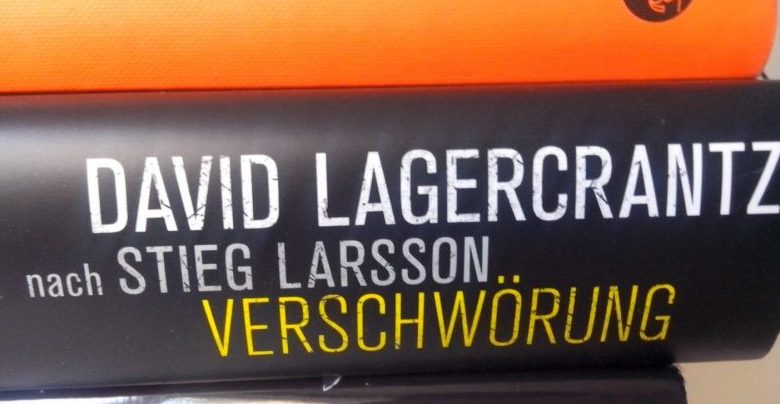 DAVID LAGERCRANTZ
nach STIEG LARSSON
VERSCHWÖRUNG